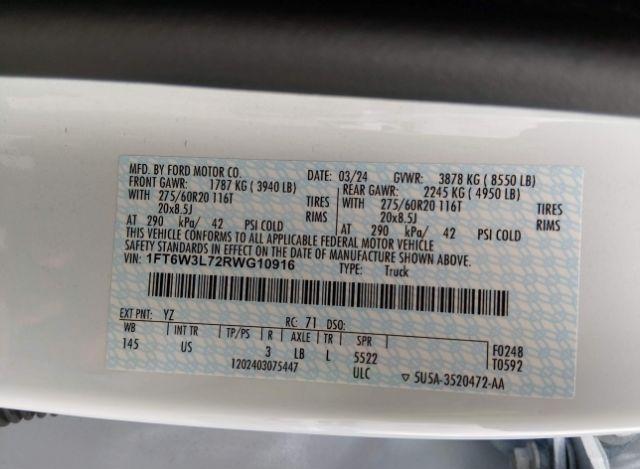 MFD. BY FORD MOTOR CO.
DATE: 03/24 GVWR: 3878 KG ( 8550 LB)
FRONT GAWR: 1787 KG ( 3940 LB)
REAR GAWR: 2245 KG ( 4950 LB)
WITH 275/60R20 116T TIRES
WITH 275/60R20 116T TIRES
20x8.5J RIMS
20x8.5J RIMS
AT 290 kPa/ 42 PSI COLD
AT 290 kPa/ 42 PSI COLD
THIS VEHICLE CONFORMS TO ALL APPLICABLE FEDERAL MOTOR VEHICLE
SAFETY STANDARDS IN EFFECT ON THE DATE OF MANUFACTURE SHOWN ABOVE.
VIN: 1FT6W3L72RWG10916 TYPE: Truck
EXT PNT: YZ RC: 71 DSO:
WB INT TR TP/PS R AXLE TR SPR
145 US 3 LB L 5522
F0248
T0592
1202403075447 ULC
▽ 5U5A-3520472-AA